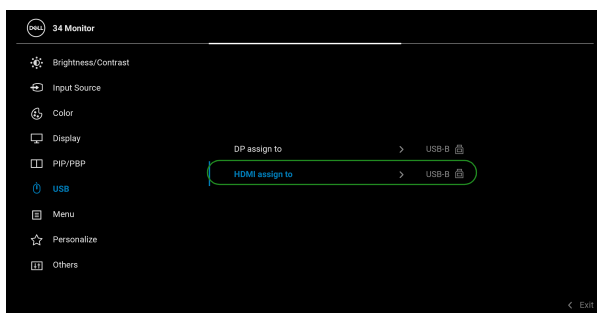 DELL 34 Monitor
Brightness/Contrast
Input Source
Color
Display
DP assign to > USB-B
PIP/PBP
HDMI assign to > USB-B
USB
Menu
Personalize
Others
< Exit